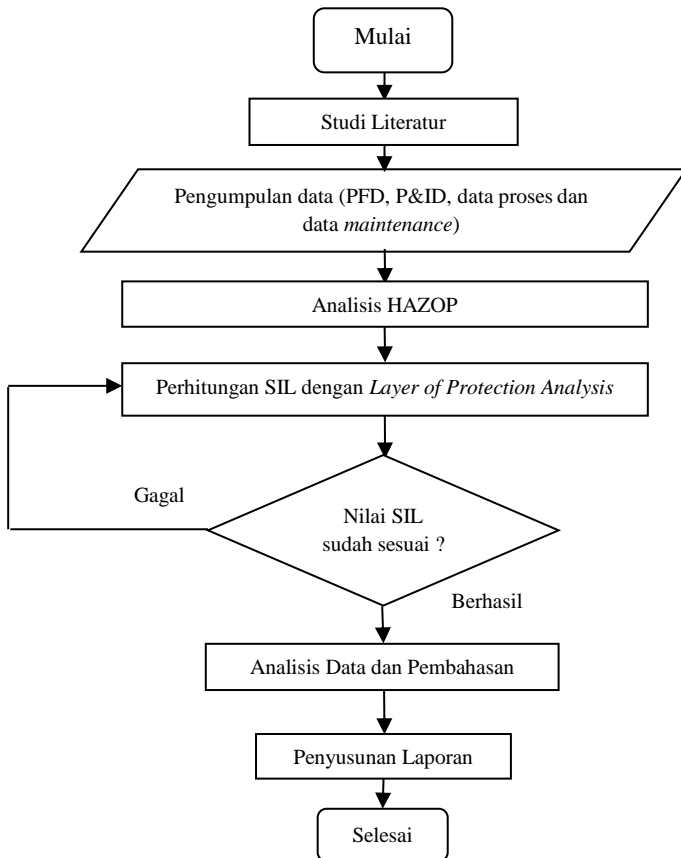 Mulai
Studi Literatur
Pengumpulan data (PFD, P&ID, data proses dan
data maintenance)
Analisis HAZOP
Perhitungan SIL dengan Layer of Protection Analysis
Gagal
Nilai SIL
sudah sesuai ?
Berhasil
Analisis Data dan Pembahasan
Penyusunan Laporan
Selesai